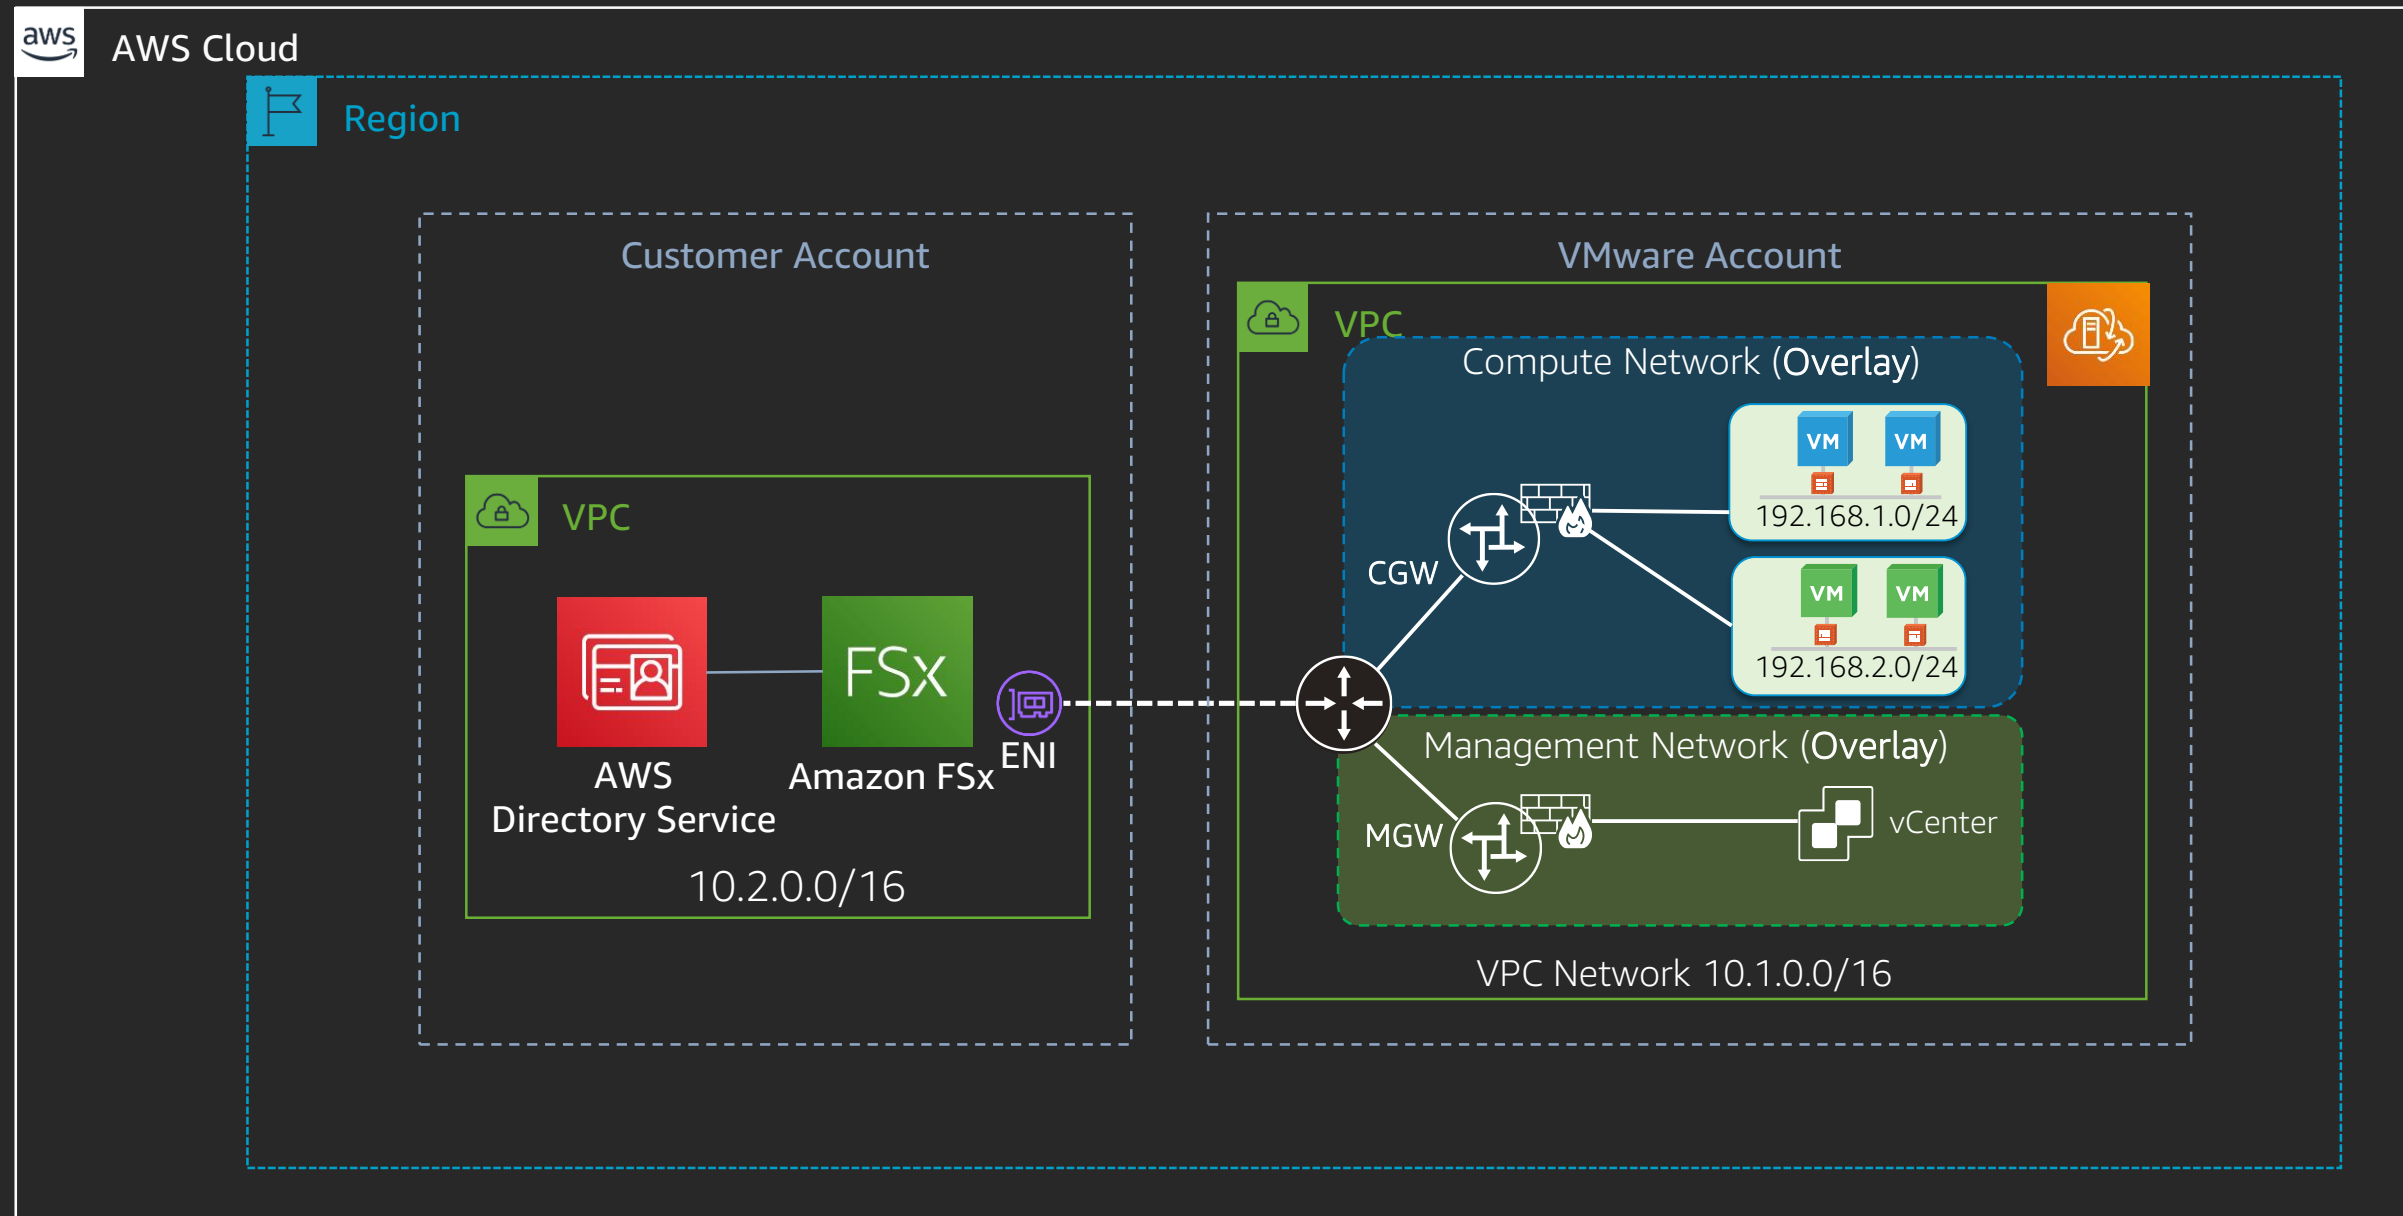 aws
AWS Cloud
Region
Customer Account
VPC
FSx
AWS
Directory Service
Amazon FSx
ENI
10.2.0.0/16
VMware Account
VPC
Compute Network (Overlay)
VM
VM
192.168.1.0/24
CGW
VM
VM
192.168.2.0/24
Management Network (Overlay)
MGW
vCenter
VPC Network 10.1.0.0/16